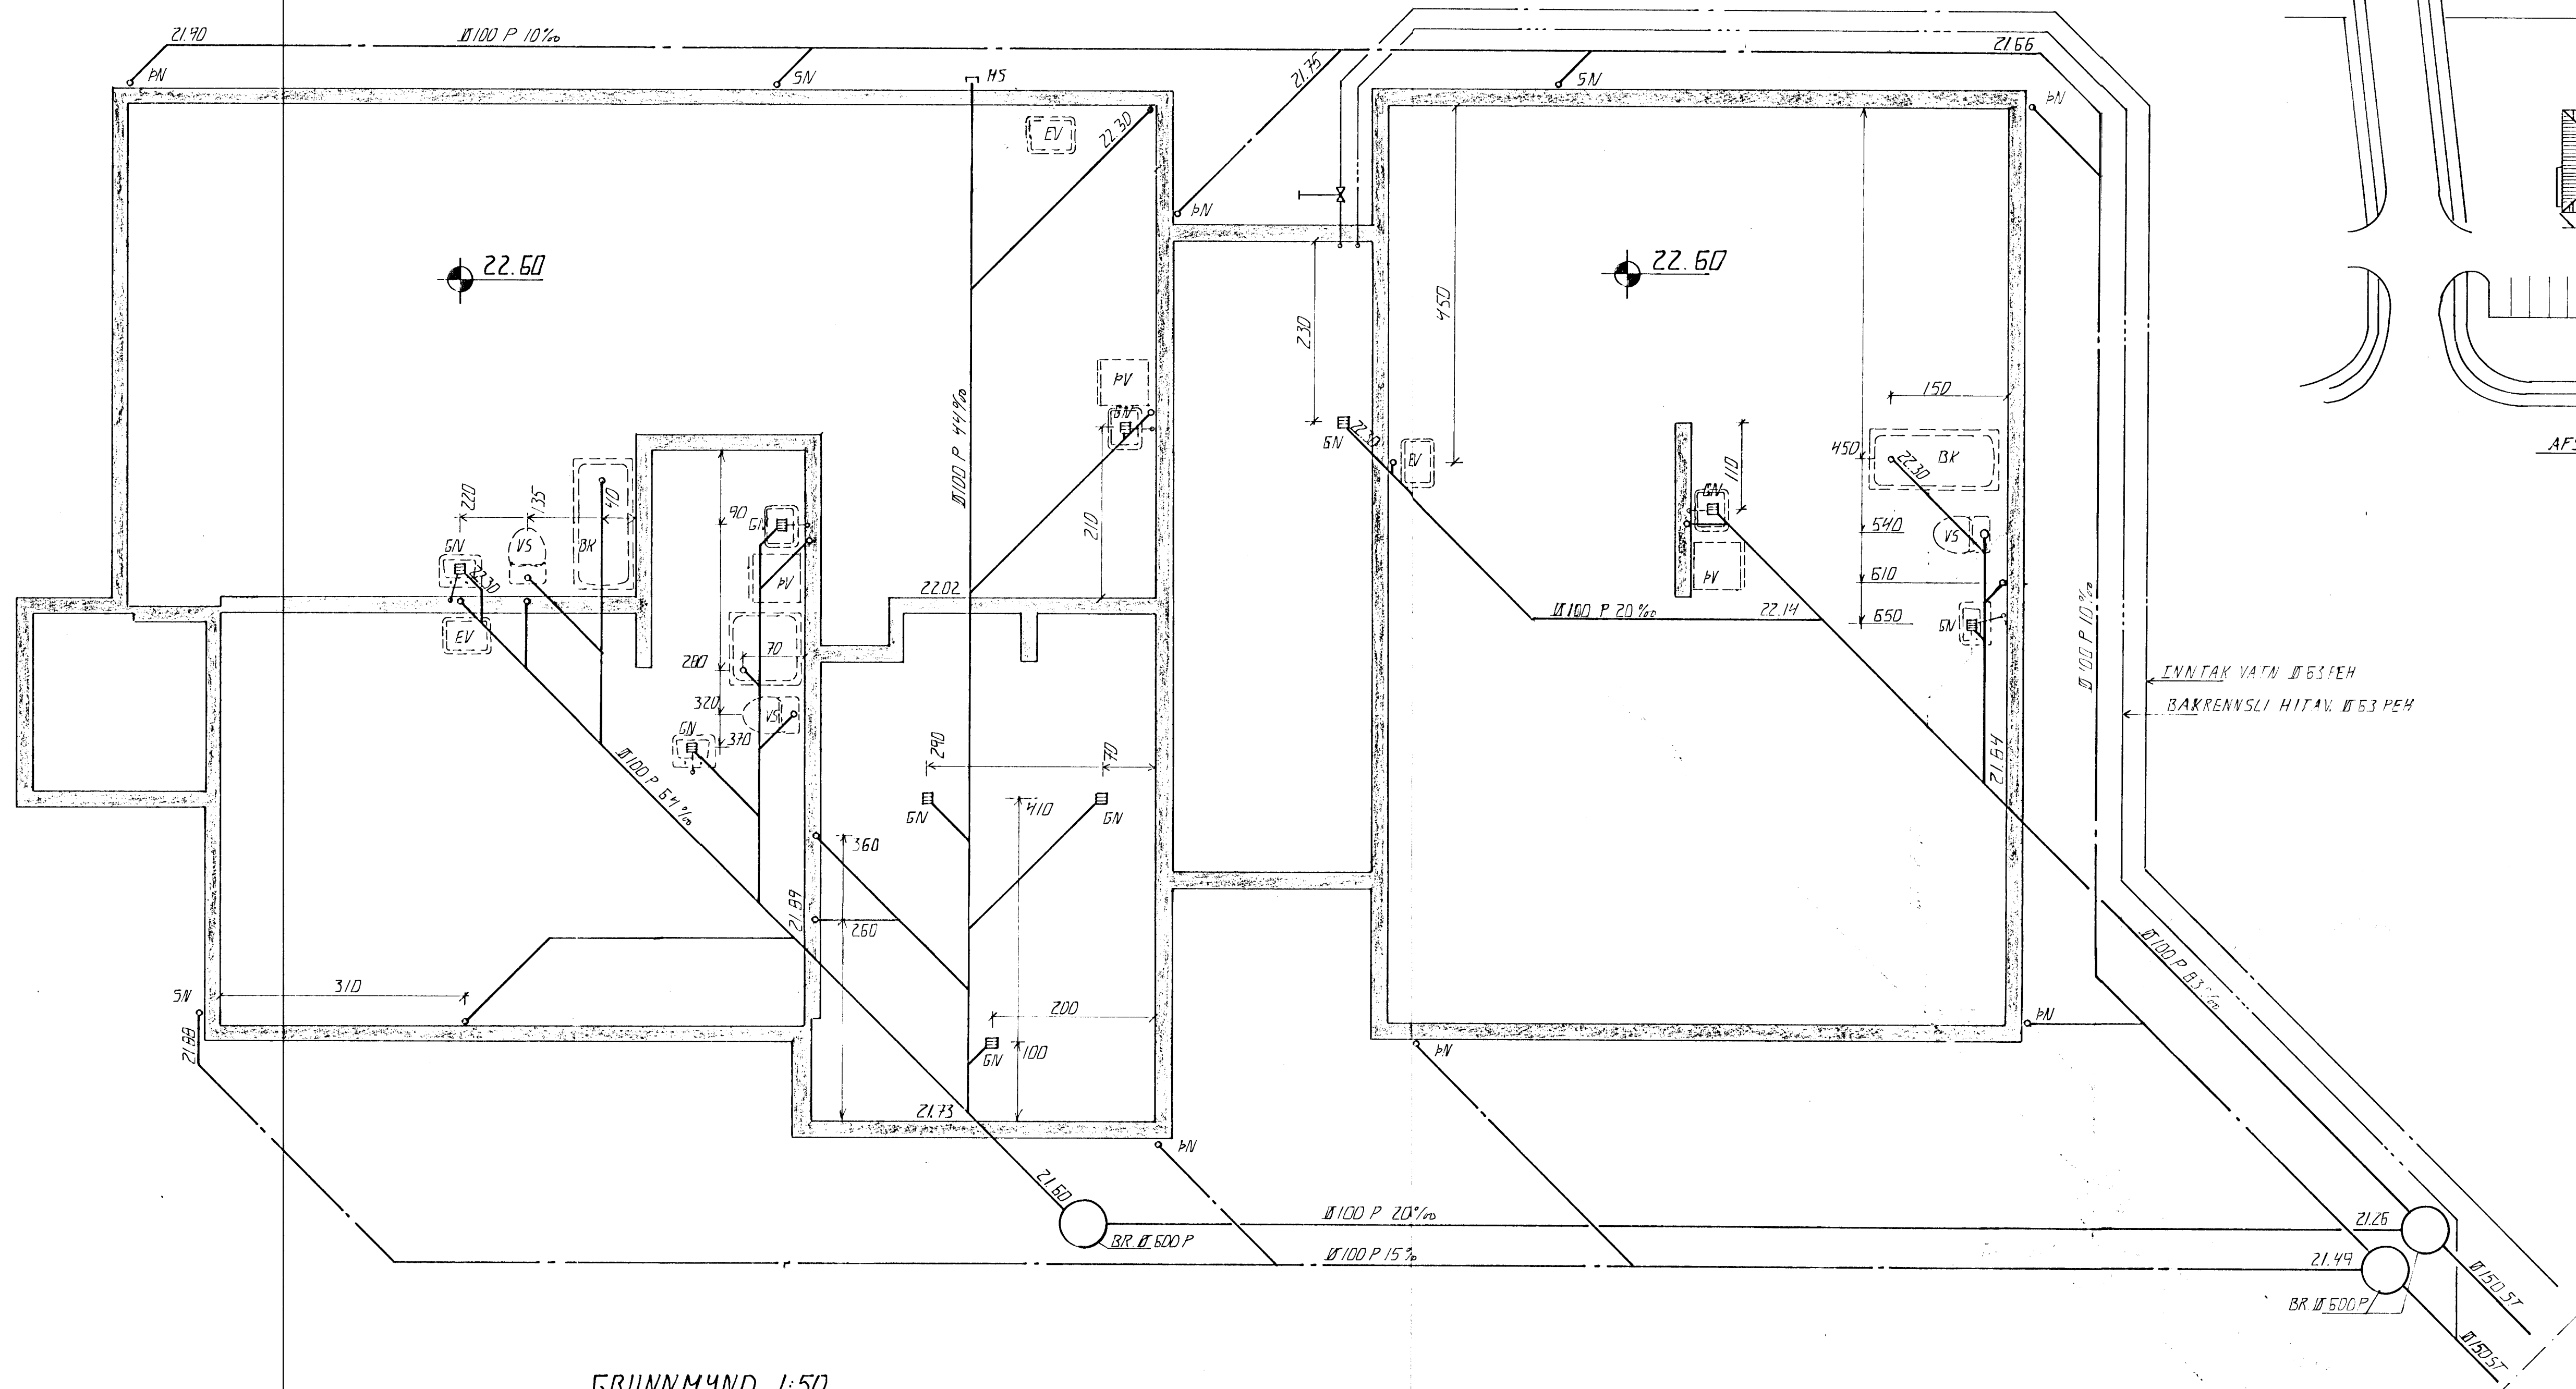 21.90
Ø100 P 10‰
21.66
ÞN
SN
HS
21.75
SN
ÞN
EV
22.30
ÞN
22.60
22.60
450
230
ÞV
GN
150
Ø100 P 44‰
GN
22.30
EV
110
450
BK
22.30
220
135
40
90
GN
210
GN
540
VS
GN
VS
BK
22.30
ÞV
ÞV
610
22.02
Ø100 P 20‰
22.14
GN
650
EV
280
70
Ø100 P 10‰
INNTAK VATN Ø63 PEH
BAKRENNSLI HITAV. Ø63 PEH
320
VS
GN
370
290
70
21.84
Ø100 P 64‰
410
GN
GN
360
21.89
260
Ø100 P 83‰
310
SN
200
ÞN
21.88
GN
100
ÞN
21.73
ÞN
21.60
Ø100 P 20‰
21.26
BR Ø600 P
Ø100 P 15‰
21.49
Ø150 ST
BR Ø600 P
Ø150 ST
GRUNNMYND 1:50